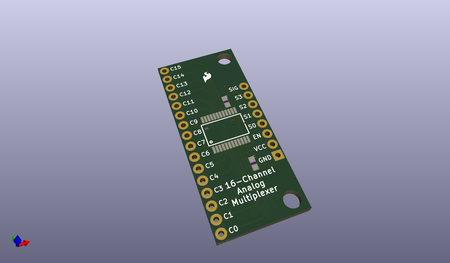 C15
C14
C13
C12
C11
C10
C9
C8
C7
C6
C5
C4
C3
C2
C1
C0
SIG
S3
S2
S1
S0
EN
VCC
GND
16-Channel
Analog
Multiplexer